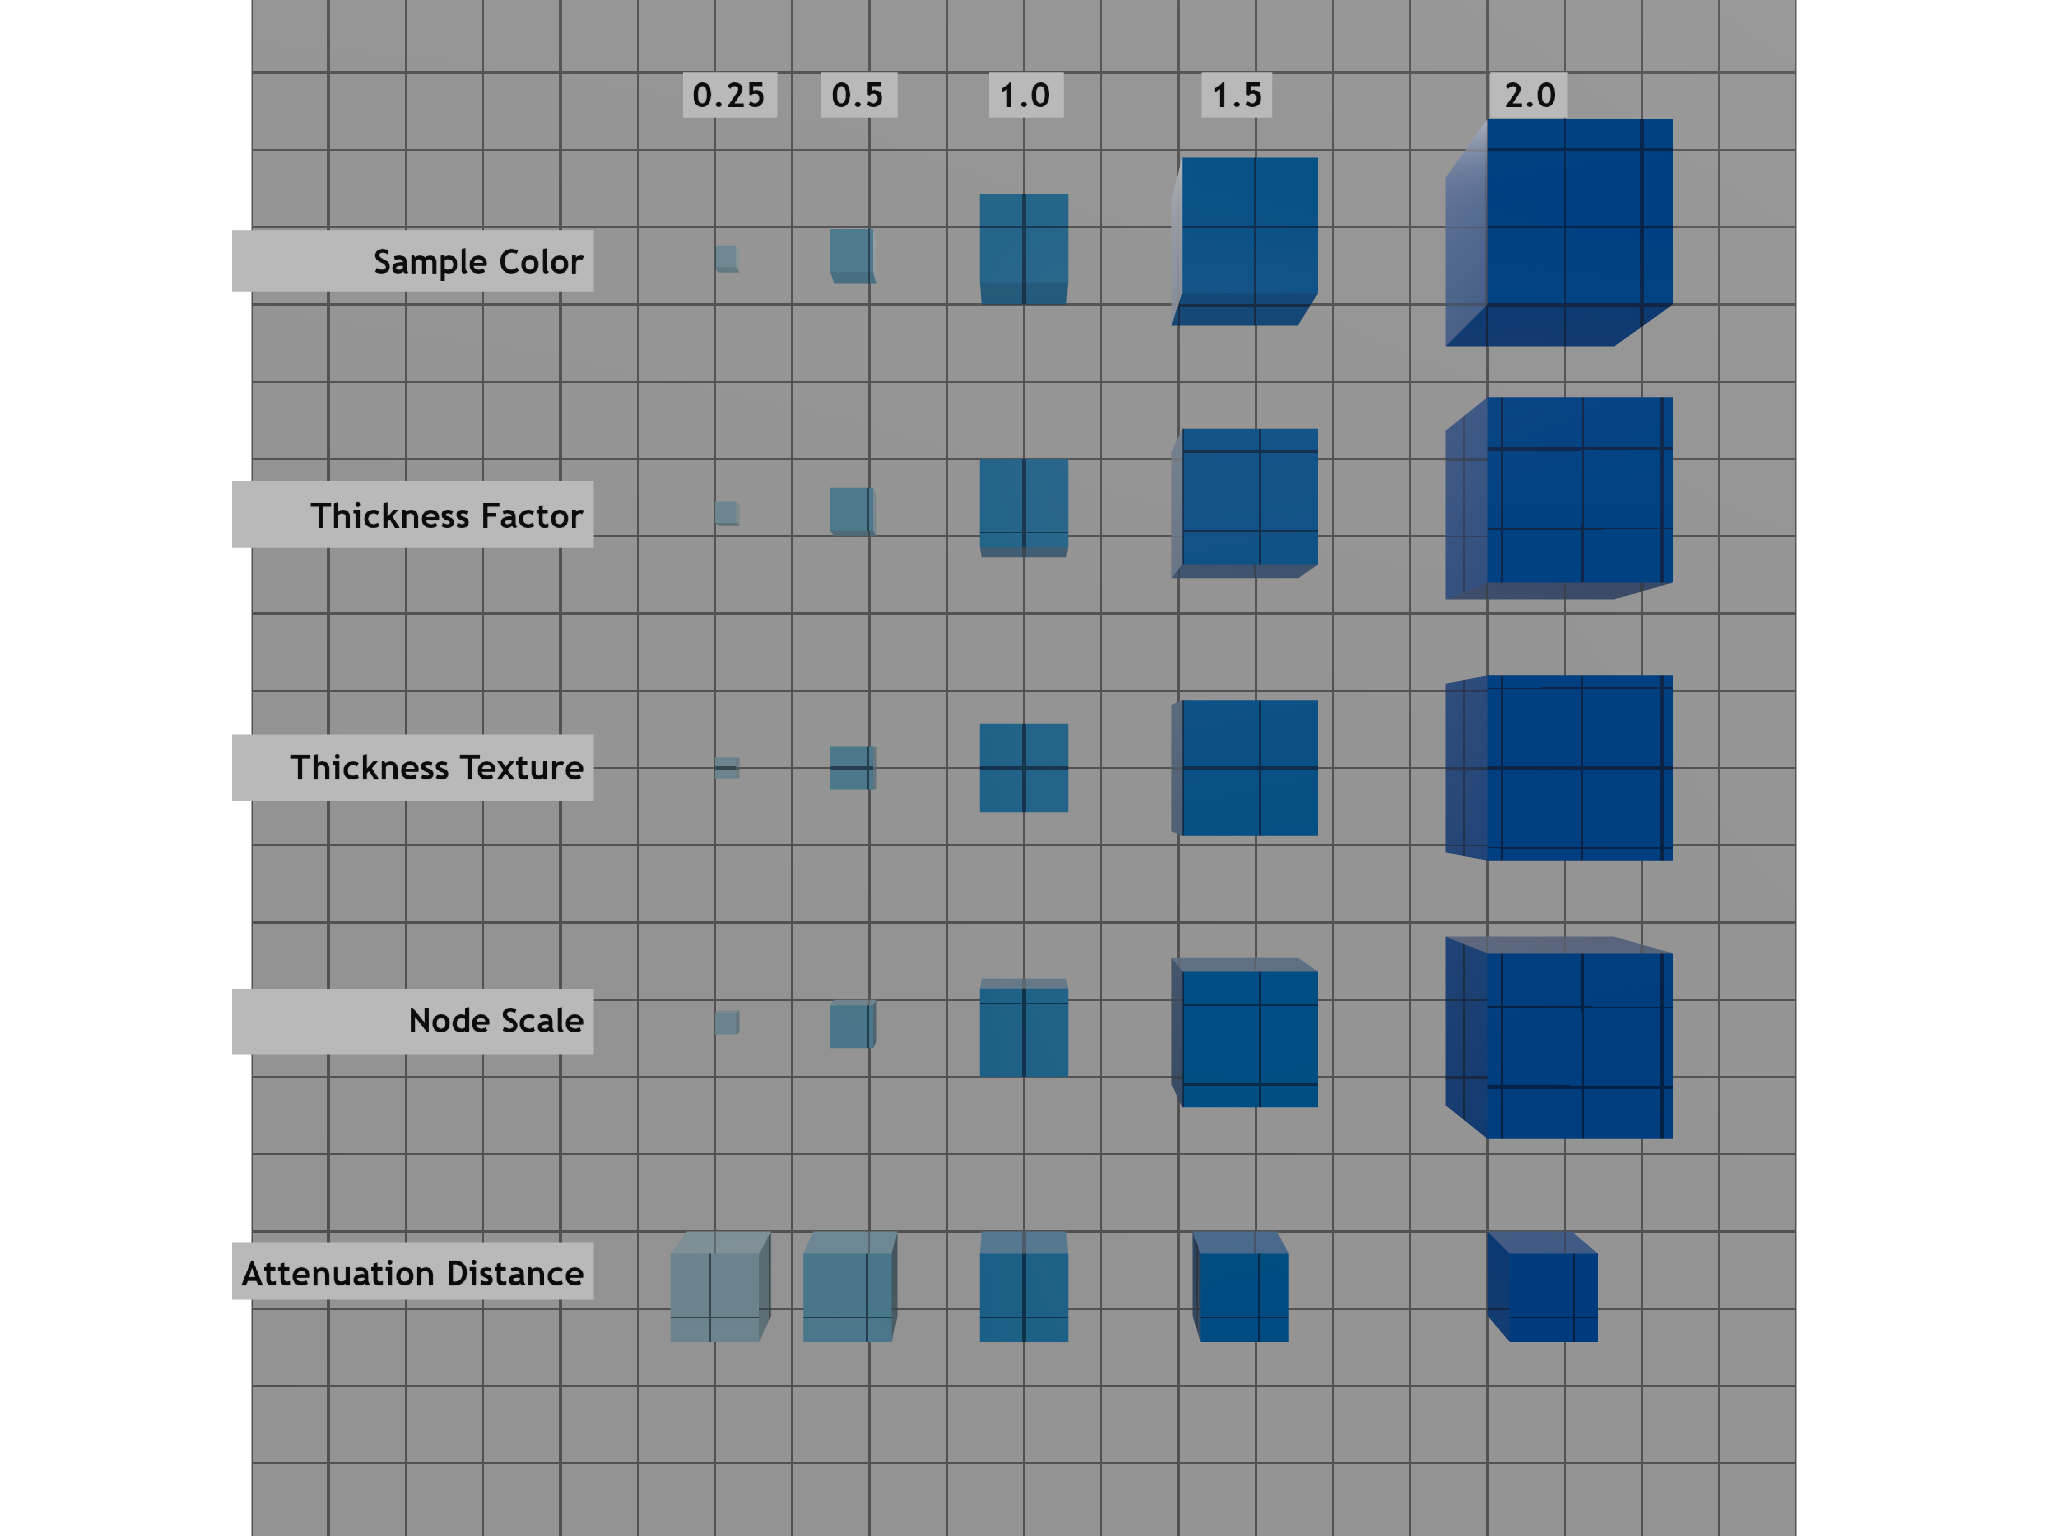 0.25 0.5 1.0 1.5 2.0
Sample Color
Thickness Factor
Thickness Texture
Node Scale
Attenuation Distance